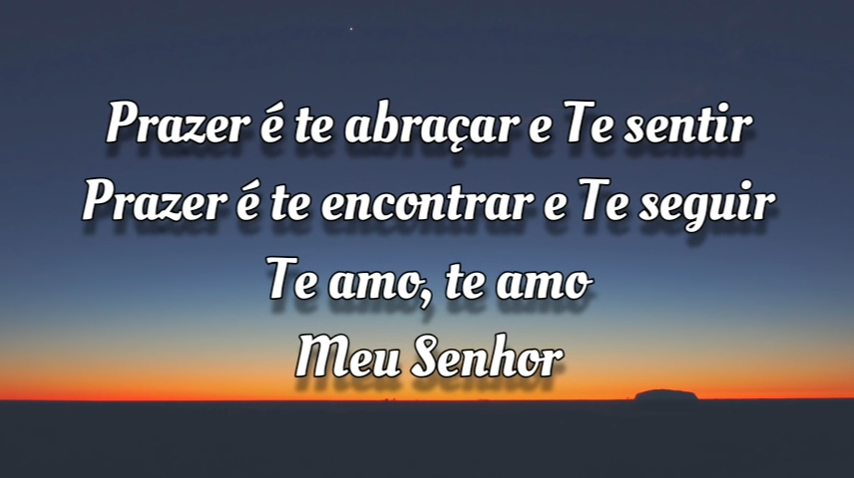 Prazer é te abraçar e Te sentir
Prazer é te encontrar e Te seguir
Te amo, te amo
Meu Senhor